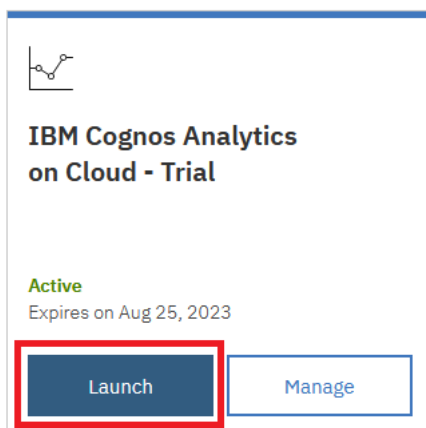 IBM Cognos Analytics
on Cloud - Trial
Active
Expires on Aug 25, 2023
Launch
Manage